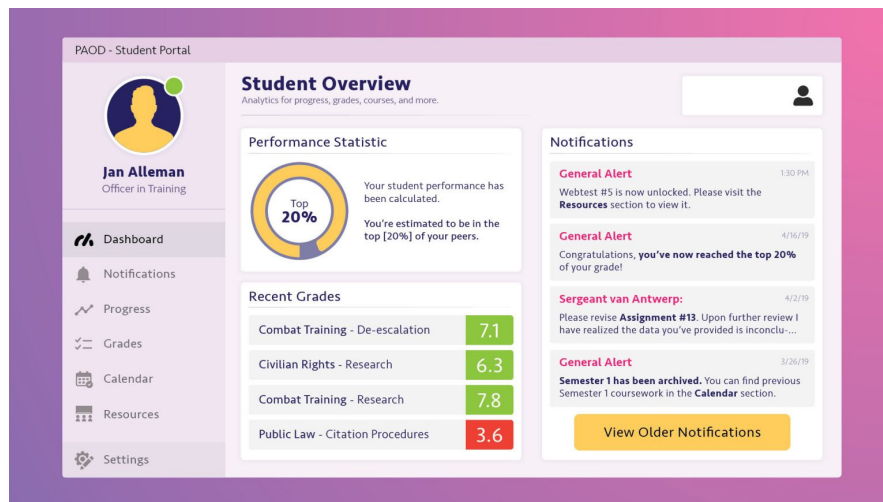 PAOD - Student Portal
Jan Alleman
Officer in Training
Dashboard
Notifications
Progress
Grades
Calendar
Resources
Settings
Student Overview
Analytics for progress, grades, courses, and more.
Performance Statistic
Top
20%
Your student performance has
been calculated.
You're estimated to be in the
top [20%] of your peers.
Recent Grades
Combat Training - De-escalation 7.1
Civilian Rights - Research 6.3
Combat Training - Research 7.8
Public Law - Citation Procedures 3.6
Notifications
General Alert 1:30 PM
Webtest #5 is now unlocked. Please visit the
Resources section to view it.
General Alert 4/16/19
Congratulations, you've now reached the top 20%
of your grade!
Sergeant van Antwerp: 4/2/19
Please revise Assignment #13. Upon further review I
have realized the data you've provided is inconclu-...
General Alert 3/26/19
Semester 1 has been archived. You can find previous
Semester 1 coursework in the Calendar section.
View Older Notifications